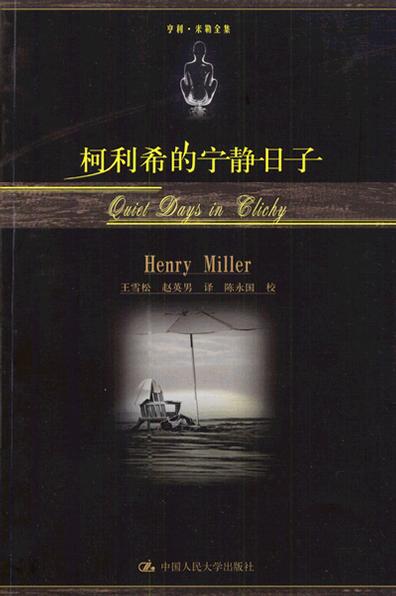 亨利·米勒全集
柯利希的宁静日子
Quiet Days in Clichy
Henry Miller
王雪松 赵英男 译 陈永国 校
中国人民大学出版社